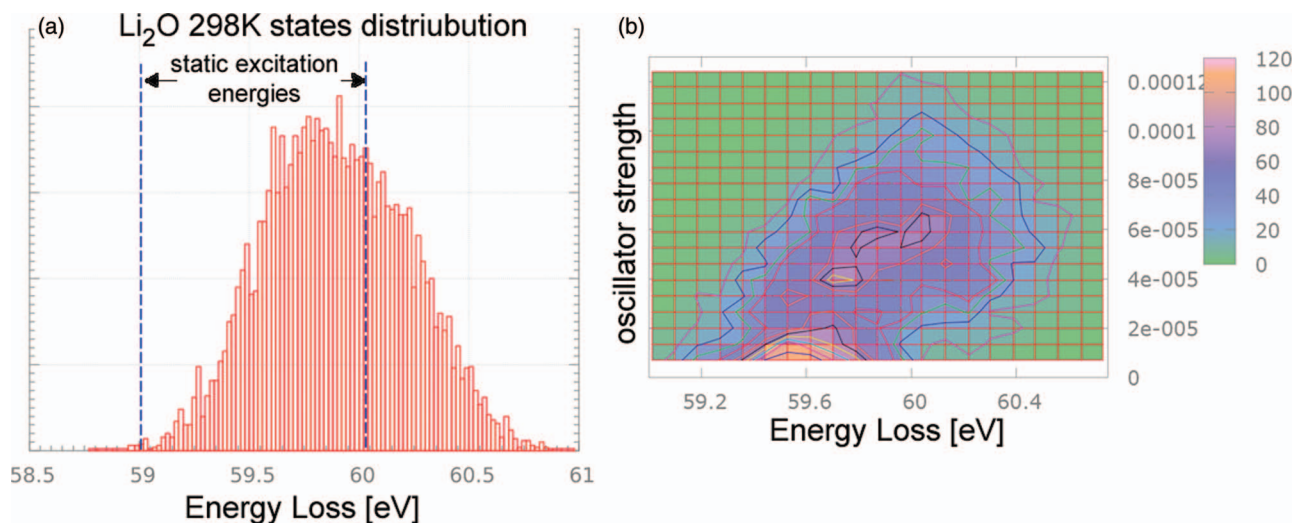 (a) Li₂O 298K states distriubution
static excitation
energies
58.5 59 59.5 60 60.5 61
Energy Loss [eV]
(b)
oscillator strength
0.00012
0.0001
8e-005
6e-005
4e-005
2e-005
0
120
100
80
60
40
20
0
59.2 59.6 60 60.4
Energy Loss [eV]